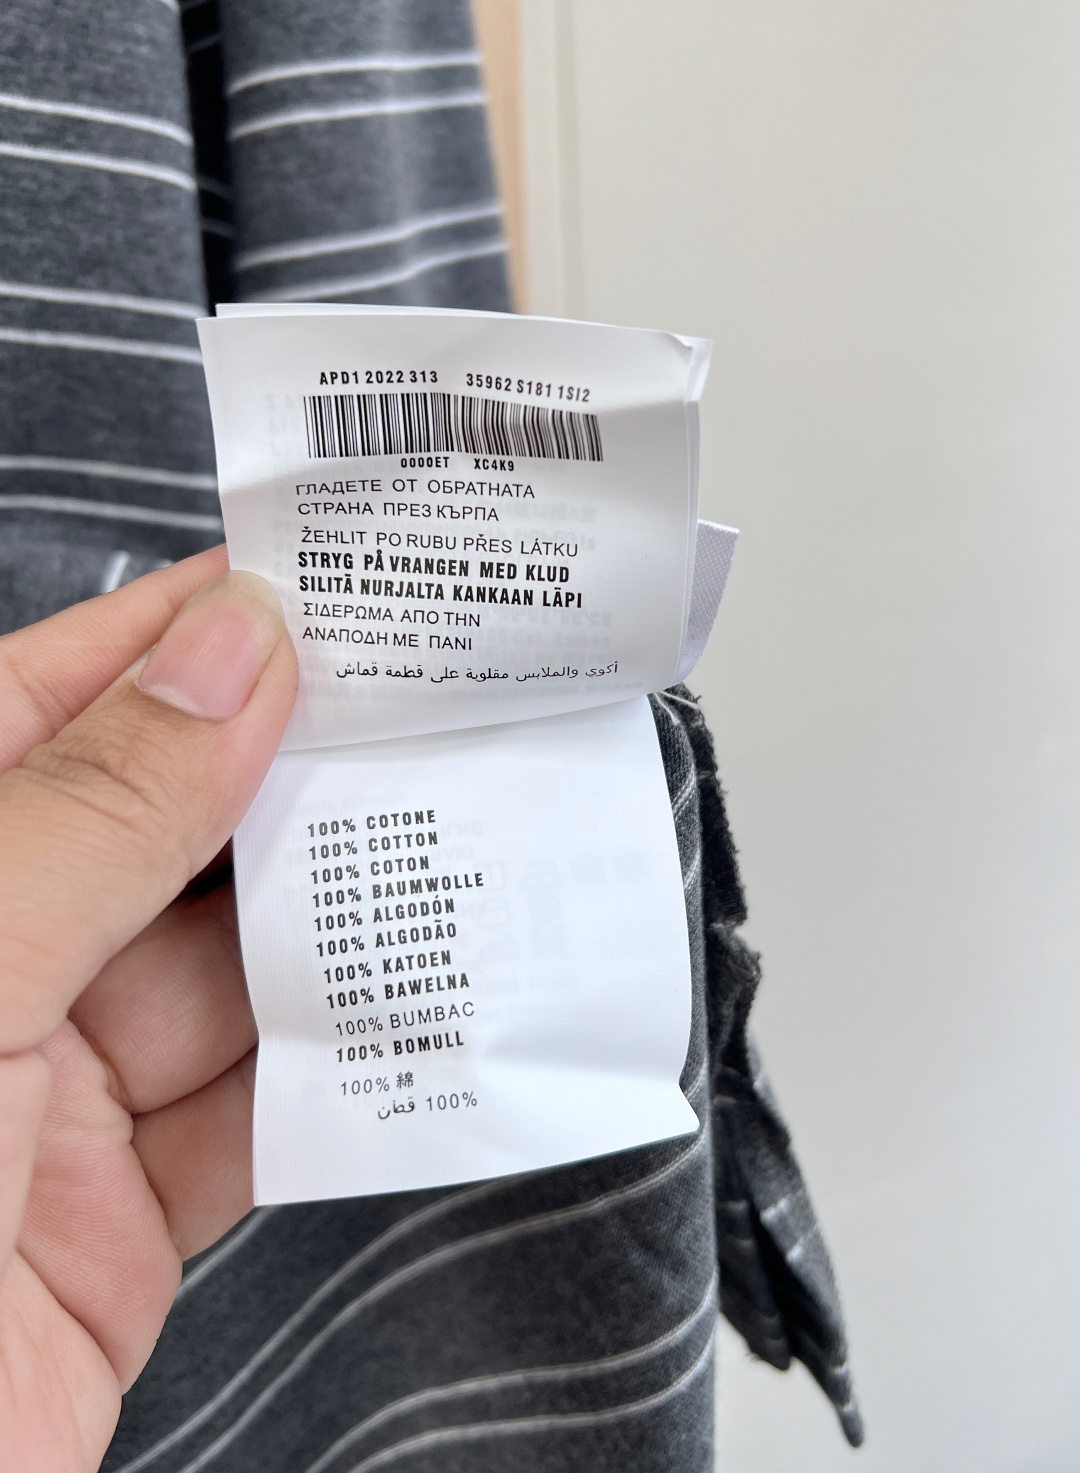 APD1 2022 313 35962 S181 1SI2
0000ET XC4K9
ГЛАДЕТЕ ОТ ОБРАТНАТА
СТРАНА ПРЕЗ КЪРПА
ŽEHLIT PO RUBU PŘES LÁTKU
STRYG PÅ VRANGEN MED KLUD
SILITĀ NURJALTA KANKAAN LÄPI
ΣΙΔΕΡΩΜΑ ΑΠΟ ΤΗΝ
ΑΝΑΠΟΔΗ ΜΕ ΠΑΝΙ
أكوي والملابس مقلوبة على قطمة قماش
100% COTONE
100% COTTON
100% COTON
100% BAUMWOLLE
100% ALGODÓN
100% ALGODÃO
100% KATOEN
100% BAWELNA
100% BUMBAC
100% BOMULL
100% 綿
100% قطن